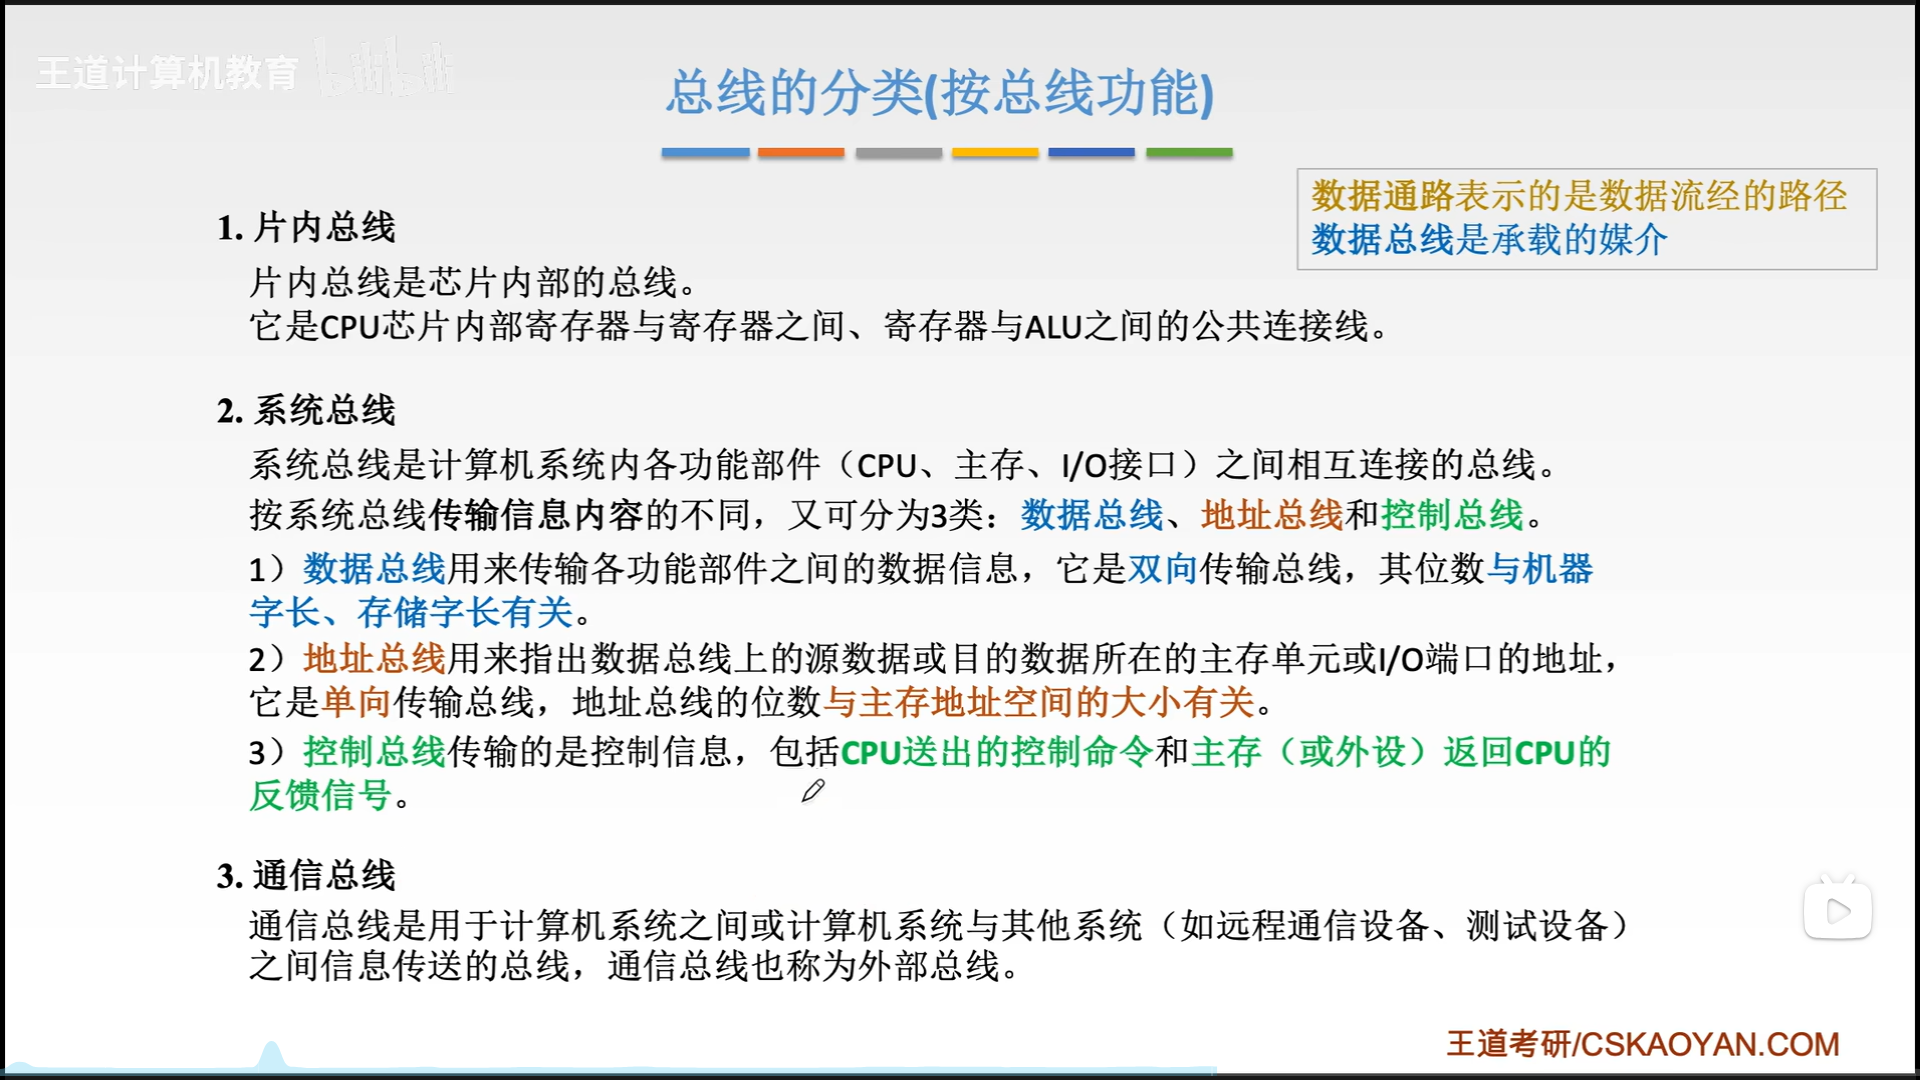 王道计算机教育 bilibili
总线的分类(按总线功能)
数据通路表示的是数据流经的路径
数据总线是承载的媒介
1. 片内总线
片内总线是芯片内部的总线。
它是CPU芯片内部寄存器与寄存器之间、寄存器与ALU之间的公共连接线。
2. 系统总线
系统总线是计算机系统内各功能部件（CPU、主存、I/O接口）之间相互连接的总线。
按系统总线传输信息内容的不同，又可分为3类：数据总线、地址总线和控制总线。
1）数据总线用来传输各功能部件之间的数据信息，它是双向传输总线，其位数与机器
字长、存储字长有关。
2）地址总线用来指出数据总线上的源数据或目的数据所在的主存单元或I/O端口的地址，
它是单向传输总线，地址总线的位数与主存地址空间的大小有关。
3）控制总线传输的是控制信息，包括CPU送出的控制命令和主存（或外设）返回CPU的
反馈信号。
3. 通信总线
通信总线是用于计算机系统之间或计算机系统与其他系统（如远程通信设备、测试设备）
之间信息传送的总线，通信总线也称为外部总线。
王道考研/CSKAOYAN.COM